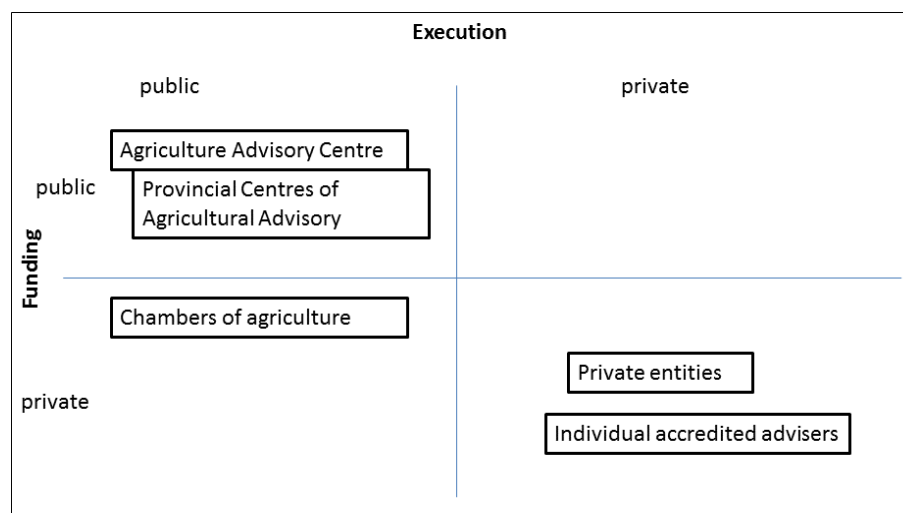 Execution
public
private
Agriculture Advisory Centre
public
Provincial Centres of
Agricultural Advisory
Funding
Chambers of agriculture
Private entities
private
Individual accredited advisers